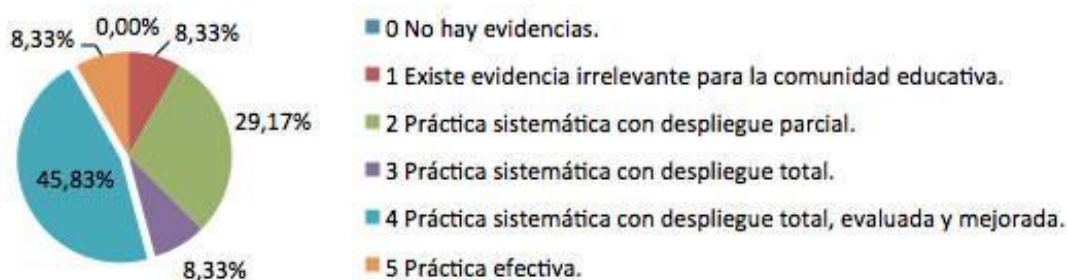 0,00%
8,33%
8,33%
29,17%
45,83%
8,33%
0 No hay evidencias.
1 Existe evidencia irrelevante para la comunidad educativa.
2 Práctica sistemática con despliegue parcial.
3 Práctica sistemática con despliegue total.
4 Práctica sistemática con despliegue total, evaluada y mejorada.
5 Práctica efectiva.